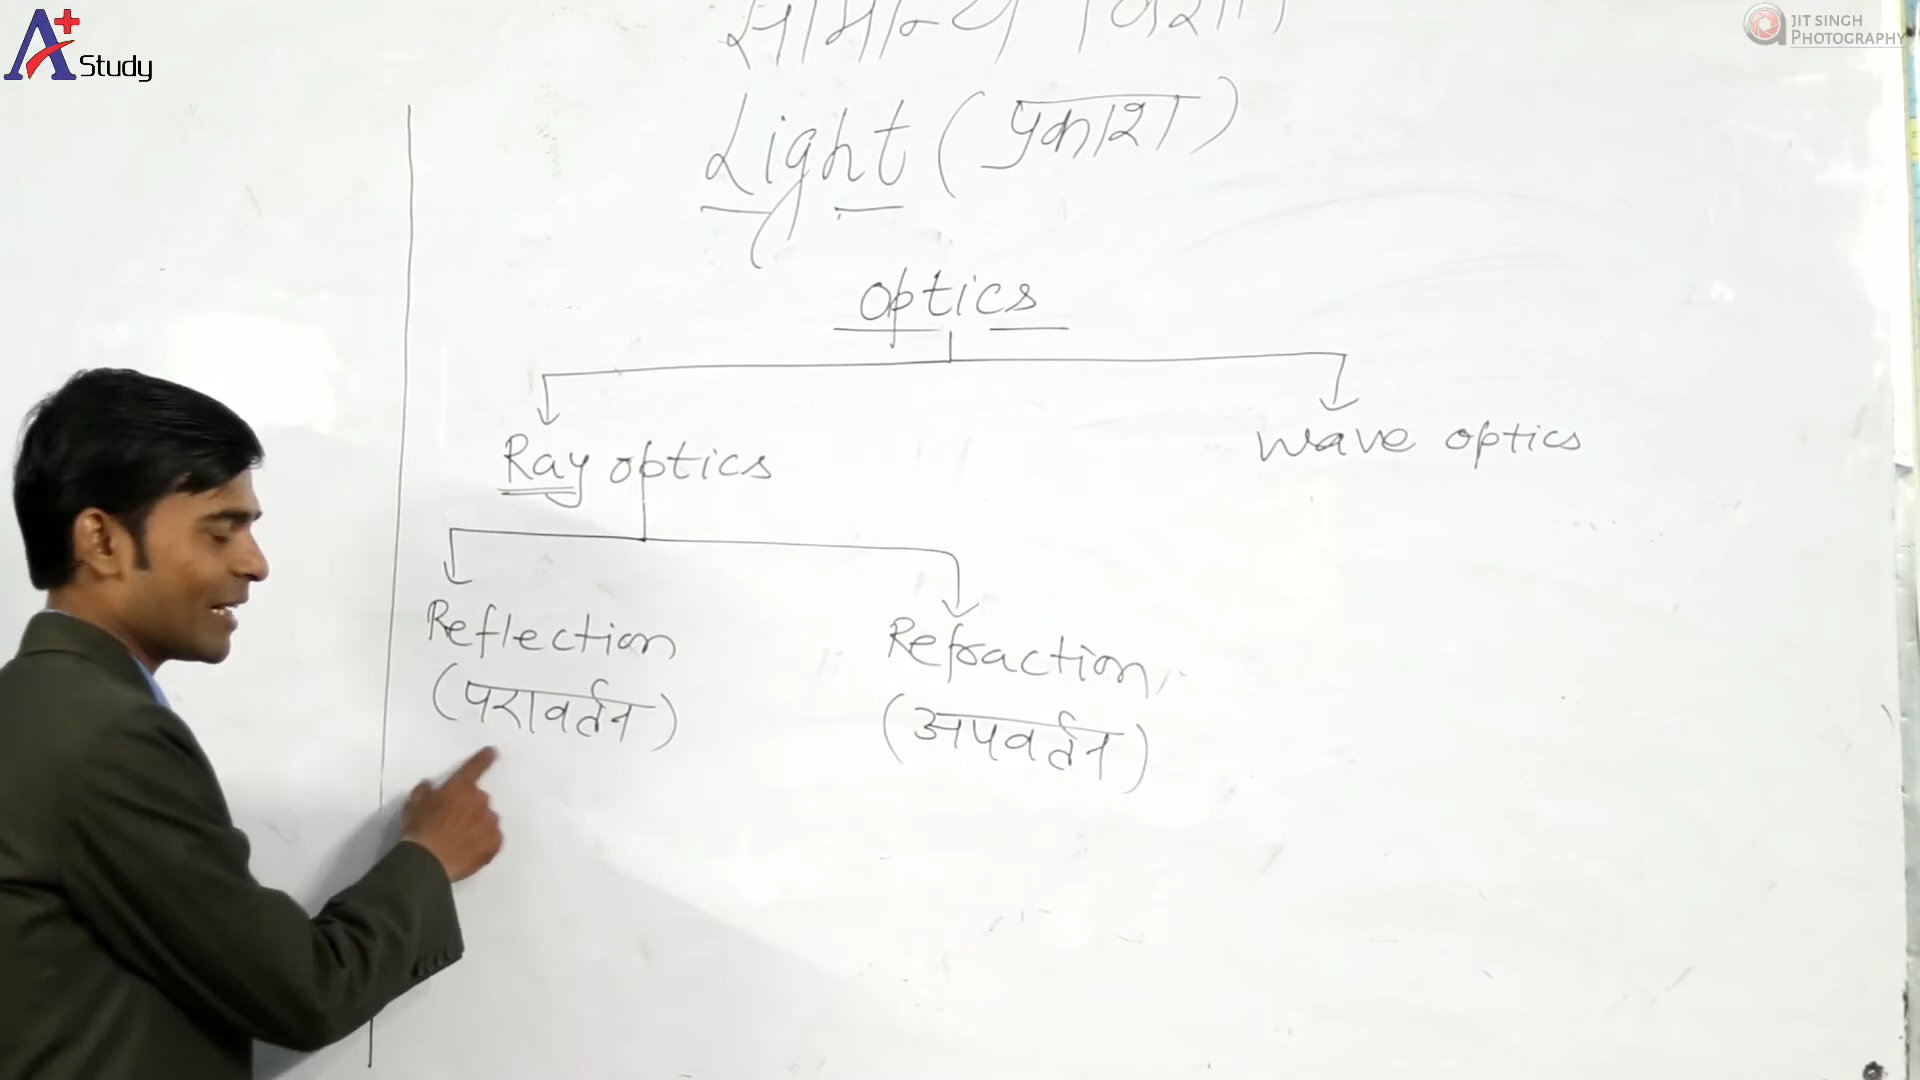 A+ Study
JIT SINGH
PHOTOGRAPHY
सामान्य विज्ञान
Light (प्रकाश)
Optics
Ray optics
Wave optics
Reflection
(परावर्तन)
Refraction
(अपवर्तन)